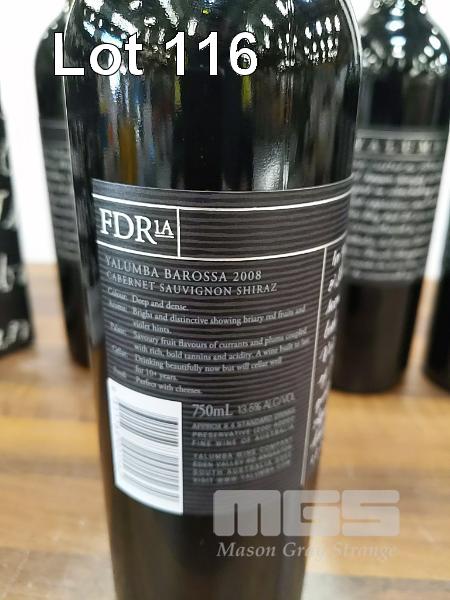 Lot 116
FDR1A
YALUMBA BAROSSA 2008
CABERNET SAUVIGNON SHIRAZ
Colour: Deep and dense.
Aroma: Bright and distinctive showing briary red fruits and
violet hints.
Palate: Savoury fruit flavours of currants and plums coupled
with rich, bold tannins and acidity. A wine built to last.
Cellar: Drinking beautifully now but will cellar well
for 10+ years.
Food: Perfect with cheeses.
750mL 13.5% ALC/VOL
APPROX 8.4 STANDARD DRINKS
PRESERVATIVE (220) ADDED
FINE WINE OF AUSTRALIA
YALUMBA WINE COMPANY
EDEN VALLEY RD ANGASTON
SOUTH AUSTRALIA 5353
VISIT WWW.YALUMBA.COM
MGS
Mason Gray Strange